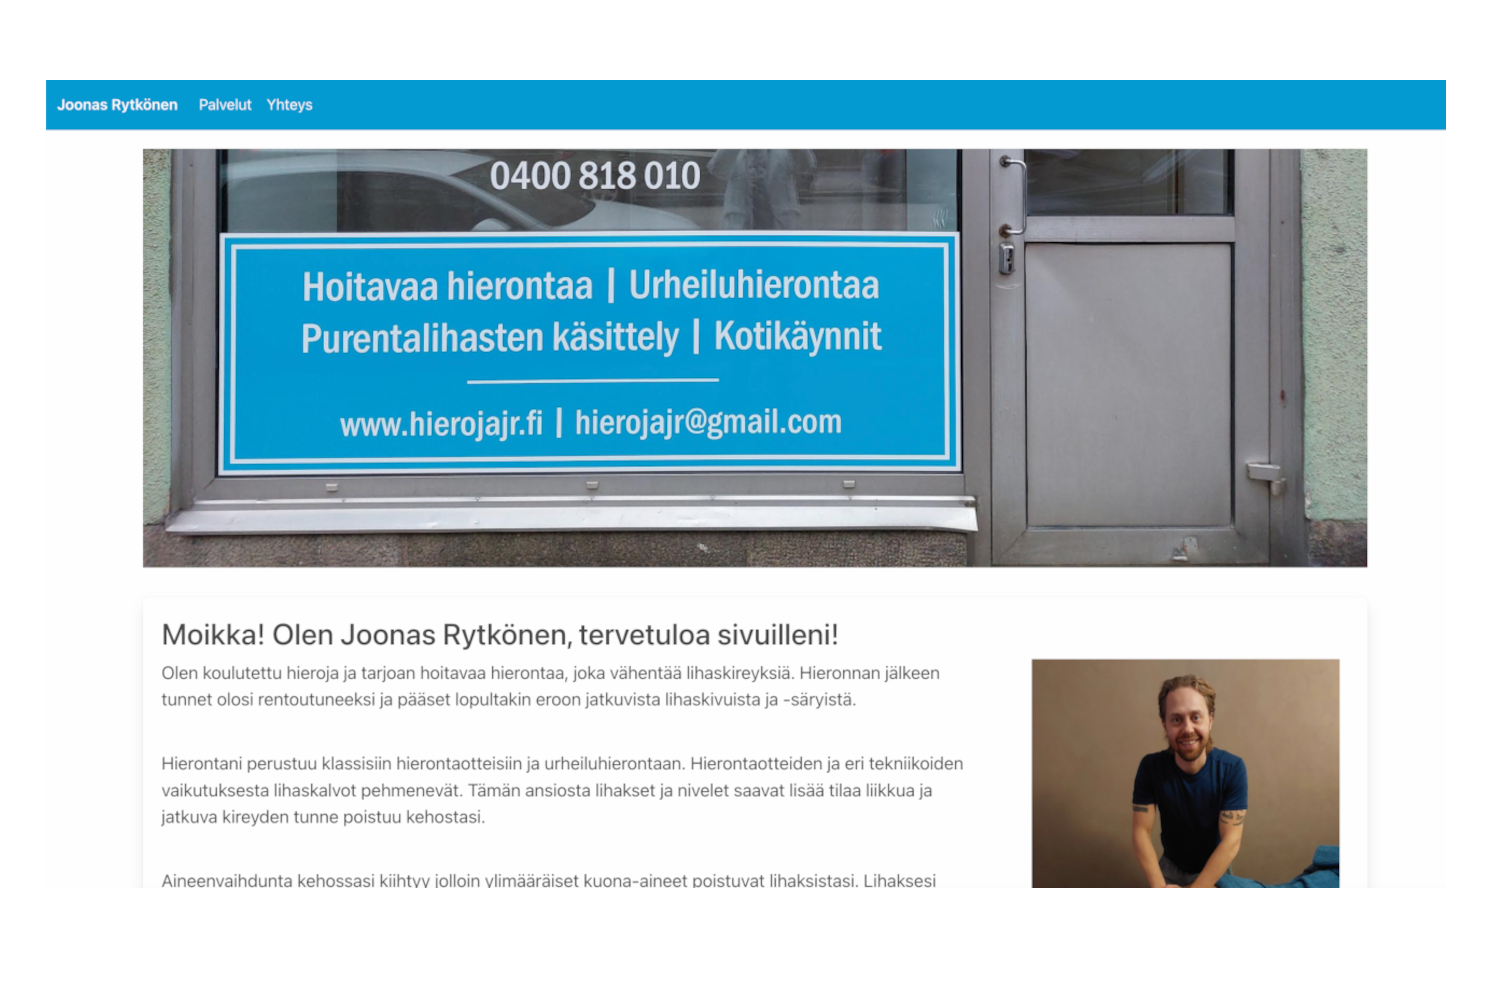 Joonas Rytkönen Palvelut Yhteys
0400 818 010
Hoitavaa hierontaa | Urheiluhierontaa
Purentalihasten käsittely | Kotikäynnit
www.hierojajr.fi | hierojajr@gmail.com
Moikka! Olen Joonas Rytkönen, tervetuloa sivuilleni!
Olen koulutettu hieroja ja tarjoan hoitavaa hierontaa, joka vähentää lihaskireyksiä. Hieronnan jälkeen
tunnet olosi rentoutuneeksi ja pääset lopultakin eroon jatkuvista lihaskivuista ja -säryistä.
Hierontani perustuu klassisiin hierontaotteisiin ja urheiluhierontaan. Hierontaotteiden ja eri tekniikoiden
vaikutuksesta lihaskalvot pehmenevät. Tämän ansiosta lihakset ja nivelet saavat lisää tilaa liikkua ja
jatkuva kireyden tunne poistuu kehostasi.
Aineenvaihdunta kehossasi kiihtyy jolloin ylimääräiset kuona-aineet poistuvat lihaksistasi. Lihaksesi